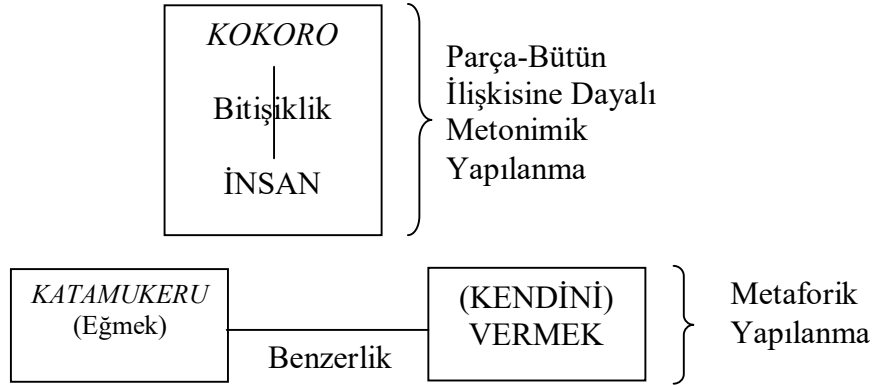 KOKORO
Bitişiklik
İNSAN
Parça-Bütün
İlişkisine Dayalı
Metonimik
Yapılanma
KATAMUKERU
(Eğmek)
Benzerlik
(KENDİNİ)
VERMEK
Metaforik
Yapılanma